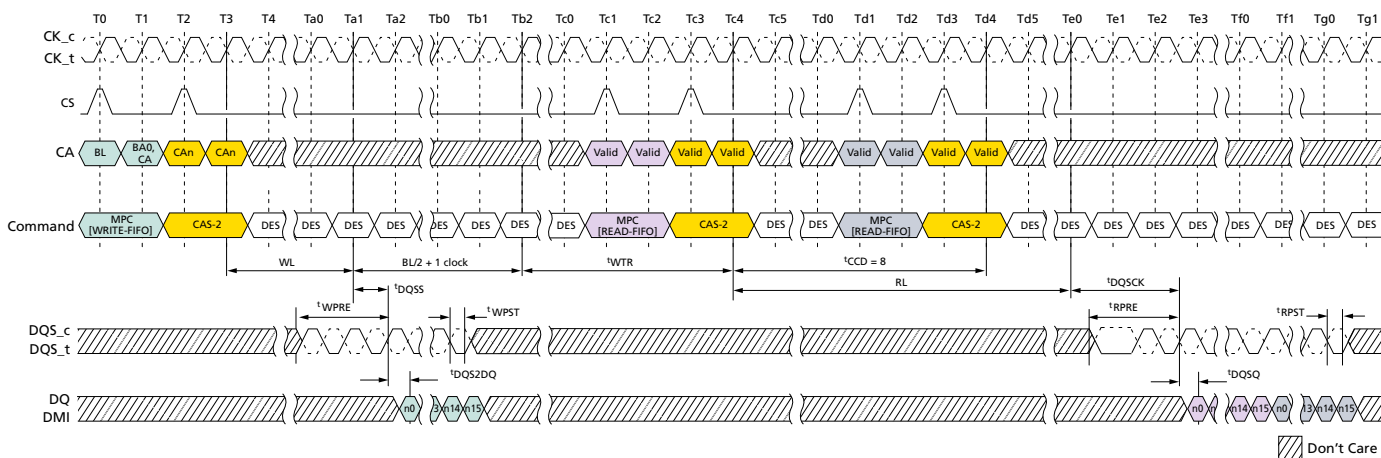 T0 T1 T2 T3 T4 Ta0 Ta1 Ta2 Tb0 Tb1 Tb2 Tc0 Tc1 Tc2 Tc3 Tc4 Tc5 Td0 Td1 Td2 Td3 Td4 Td5 Te0 Te1 Te2 Te3 Tf0 Tf1 Tg0 Tg1
CK_c
CK_t
CS
CA BL BA0, CA CAn CAn Valid Valid Valid Valid Valid Valid Valid Valid
Command MPC [WRITE-FIFO] CAS-2 DES DES DES DES DES DES DES DES MPC [READ-FIFO] CAS-2 DES DES MPC [READ-FIFO] CAS-2 DES DES DES DES DES DES DES DES DES
WL BL/2 + 1 clock tWTR tCCD = 8
RL tDQSCK
tDQSS
tWPRE tWPST tRPRE tRPST
DQS_c
DQS_t
tDQS2DQ tDQSQ
DQ
DMI
n0 3 n14 n15 n0 n n14 n15 n0 13 n14 n15
Don't Care